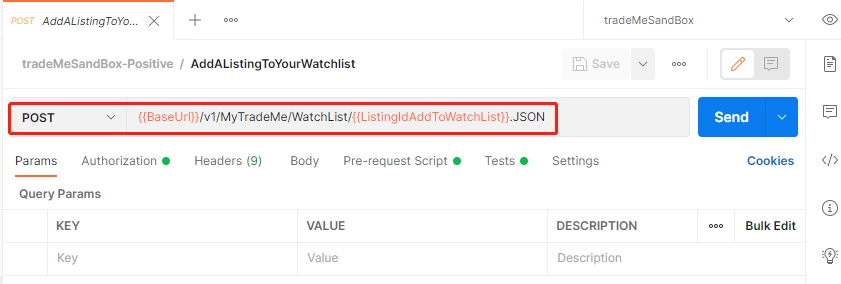 POST AddAListingToYo... tradeMeSandBox
tradeMeSandBox-Positive / AddAListingToYourWatchlist Save
POST {{BaseUrl}}/v1/MyTradeMe/WatchList/{{ListingIdAddToWatchList}}.JSON Send
Params Authorization Headers (9) Body Pre-request Script Tests Settings Cookies
Query Params
KEY VALUE DESCRIPTION Bulk Edit
Key Value Description